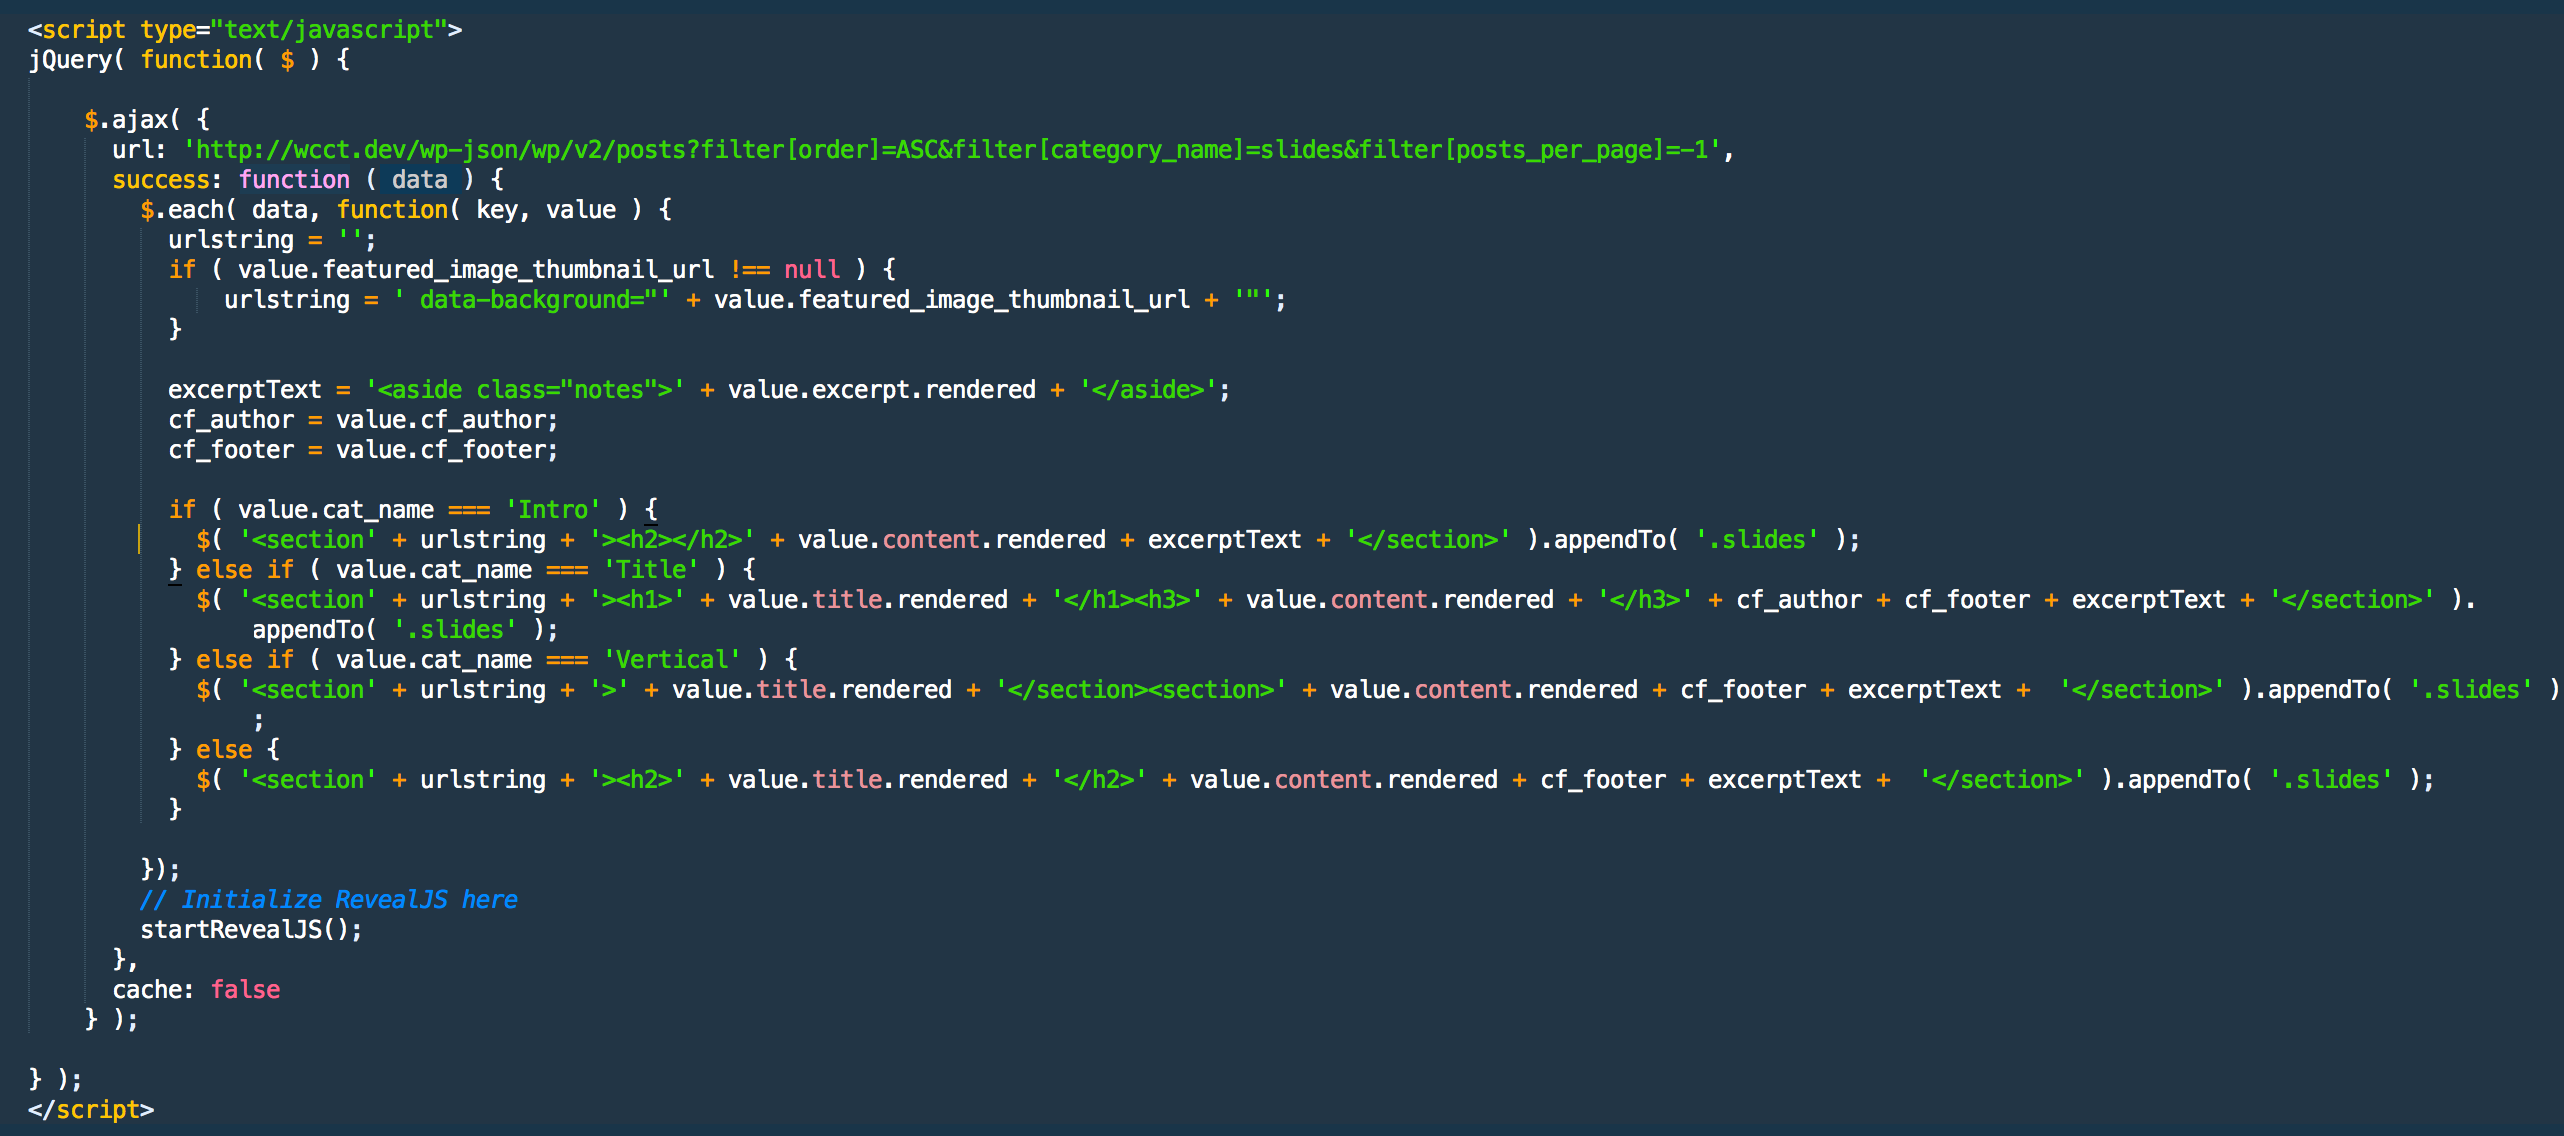 <script type="text/javascript">
jQuery( function( $ ) {
$.ajax( {
url: 'http://wcct.dev/wp-json/wp/v2/posts?filter[order]=ASC&filter[category_name]=slides&filter[posts_per_page]=-1',
success: function ( data ) {
$.each( data, function( key, value ) {
urlstring = '';
if ( value.featured_image_thumbnail_url !== null ) {
urlstring = ' data-background="' + value.featured_image_thumbnail_url + '"';
}
excerptText = '<aside class="notes">' + value.excerpt.rendered + '</aside>';
cf_author = value.cf_author;
cf_footer = value.cf_footer;
if ( value.cat_name === 'Intro' ) {
$( '<section' + urlstring + '><h2></h2>' + value.content.rendered + excerptText + '</section>' ).appendTo( '.slides' );
} else if ( value.cat_name === 'Title' ) {
$( '<section' + urlstring + '><h1>' + value.title.rendered + '</h1><h3>' + value.content.rendered + '</h3>' + cf_author + cf_footer + excerptText + '</section>' ).
appendTo( '.slides' );
} else if ( value.cat_name === 'Vertical' ) {
$( '<section' + urlstring + '>' + value.title.rendered + '</section><section>' + value.content.rendered + cf_footer + excerptText +  '</section>' ).appendTo( '.slides' )
;
} else {
$( '<section' + urlstring + '><h2>' + value.title.rendered + '</h2>' + value.content.rendered + cf_footer + excerptText +  '</section>' ).appendTo( '.slides' );
}
});
// Initialize RevealJS here
startRevealJS();
},
cache: false
} );
} );
</script>